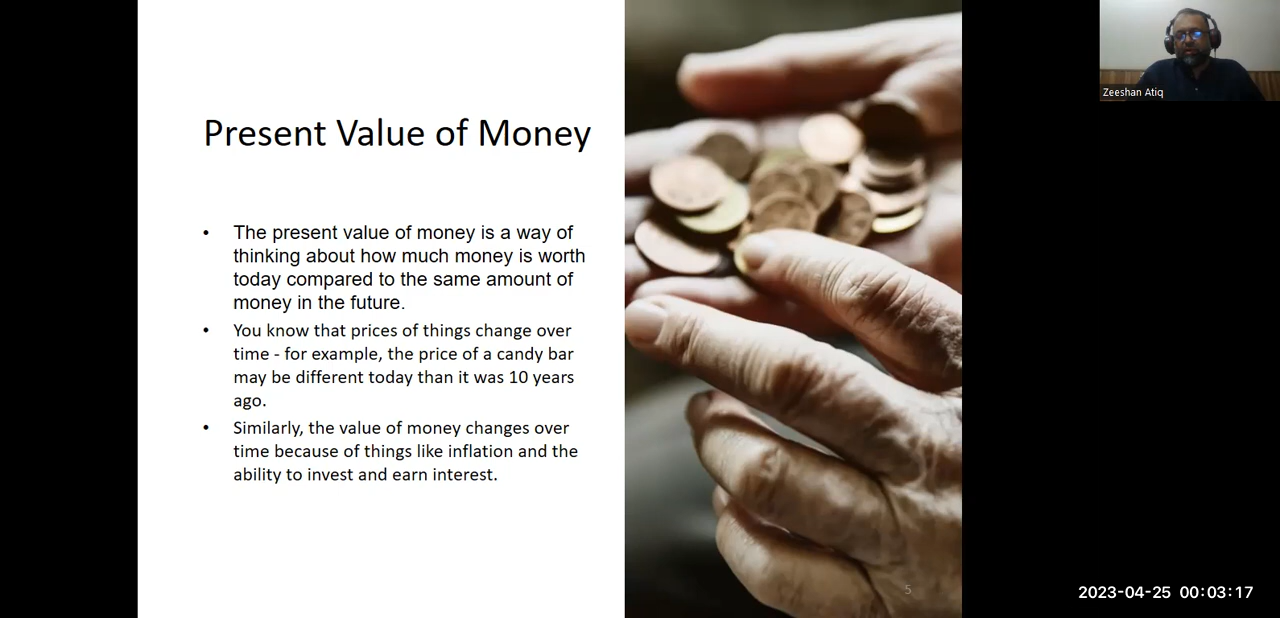 Present Value of Money
• The present value of money is a way of
thinking about how much money is worth
today compared to the same amount of
money in the future.
• You know that prices of things change over
time - for example, the price of a candy bar
may be different today than it was 10 years
ago.
• Similarly, the value of money changes over
time because of things like inflation and the
ability to invest and earn interest.
5
Zeeshan Atiq
2023-04-25 00:03:17